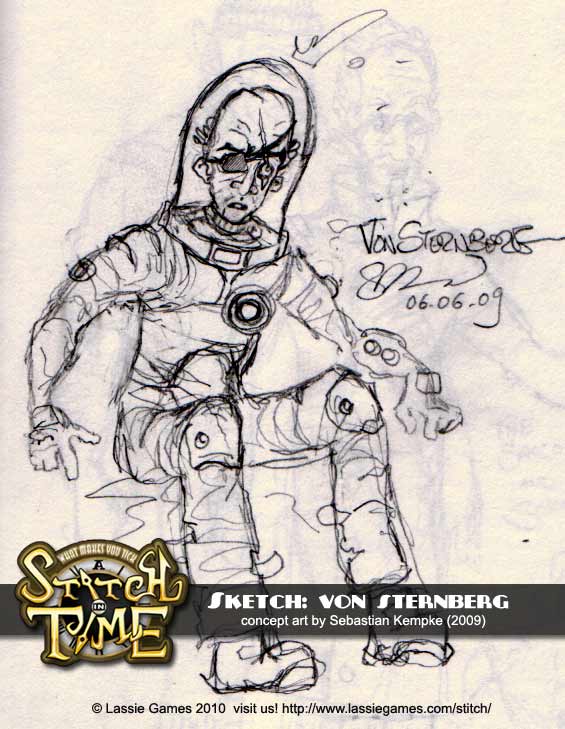 VON STERNBERG
06.06.09
WHAT MAKES YOU TICK
A
STITCH
IN
TIME
SKETCH: VON STERNBERG
concept art by Sebastian Kempke (2009)
© Lassie Games 2010 visit us! http://www.lassiegames.com/stitch/